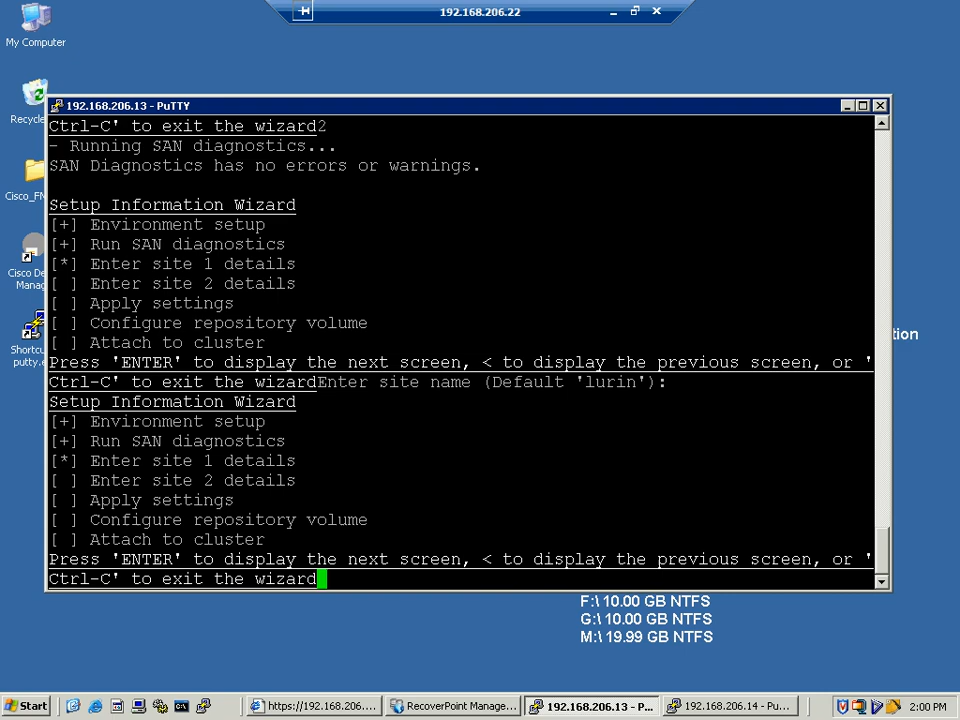 192.168.206.22
My Computer
Recycle
Cisco_FM
Cisco De
Manag
Shortcu
putty.e
192.168.206.13 - PuTTY
Ctrl-C' to exit the wizard2
- Running SAN diagnostics...
SAN Diagnostics has no errors or warnings.
Setup Information Wizard
[+] Environment setup
[+] Run SAN diagnostics
[*] Enter site 1 details
[ ] Enter site 2 details
[ ] Apply settings
[ ] Configure repository volume
[ ] Attach to cluster
Press 'ENTER' to display the next screen, < to display the previous screen, or '
Ctrl-C' to exit the wizardEnter site name (Default 'lurin'):
Setup Information Wizard
[+] Environment setup
[+] Run SAN diagnostics
[*] Enter site 1 details
[ ] Enter site 2 details
[ ] Apply settings
[ ] Configure repository volume
[ ] Attach to cluster
Press 'ENTER' to display the next screen, < to display the previous screen, or '
Ctrl-C' to exit the wizard
tion
F:\ 10.00 GB NTFS
G:\ 10.00 GB NTFS
M:\ 19.99 GB NTFS
Start
https://192.168.206....
RecoverPoint Manage...
192.168.206.13 - P...
192.168.206.14 - Pu...
2:00 PM